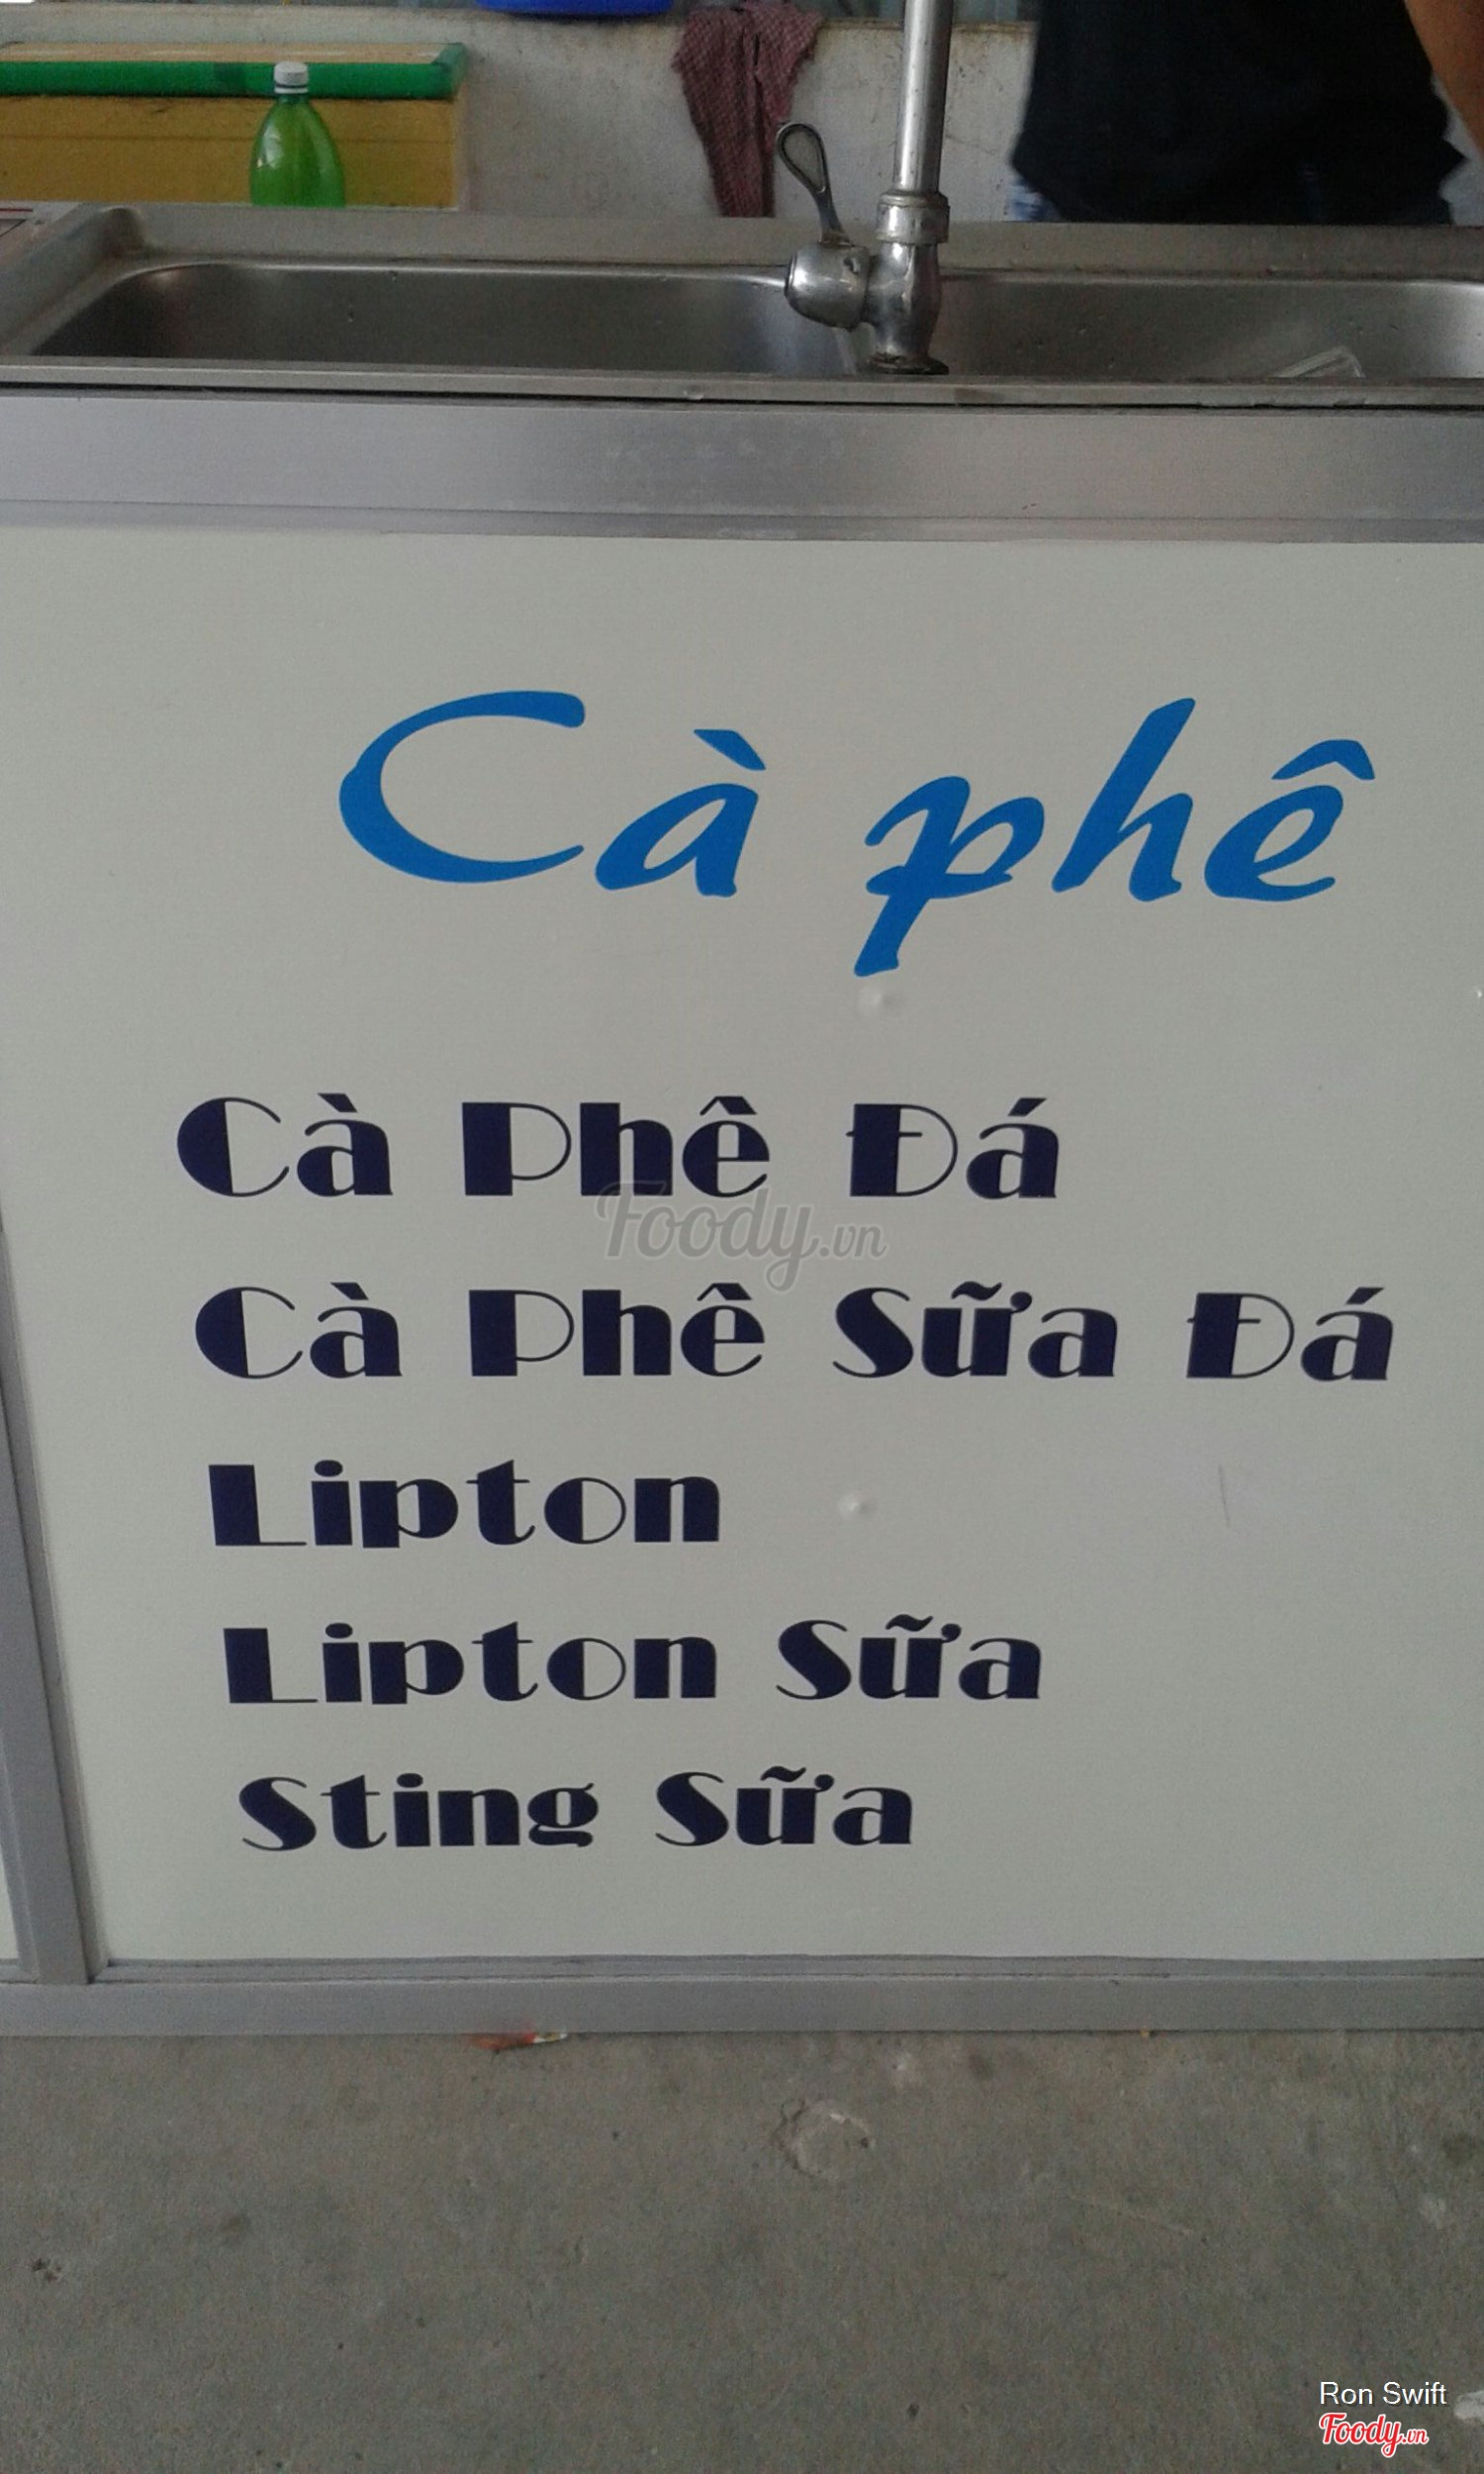 Cà phê
Cà Phê Đá
Foody.vn
Cà Phê Sữa Đá
Lipton
Lipton Sữa
Sting Sữa
Ron Swift
Foody.vn